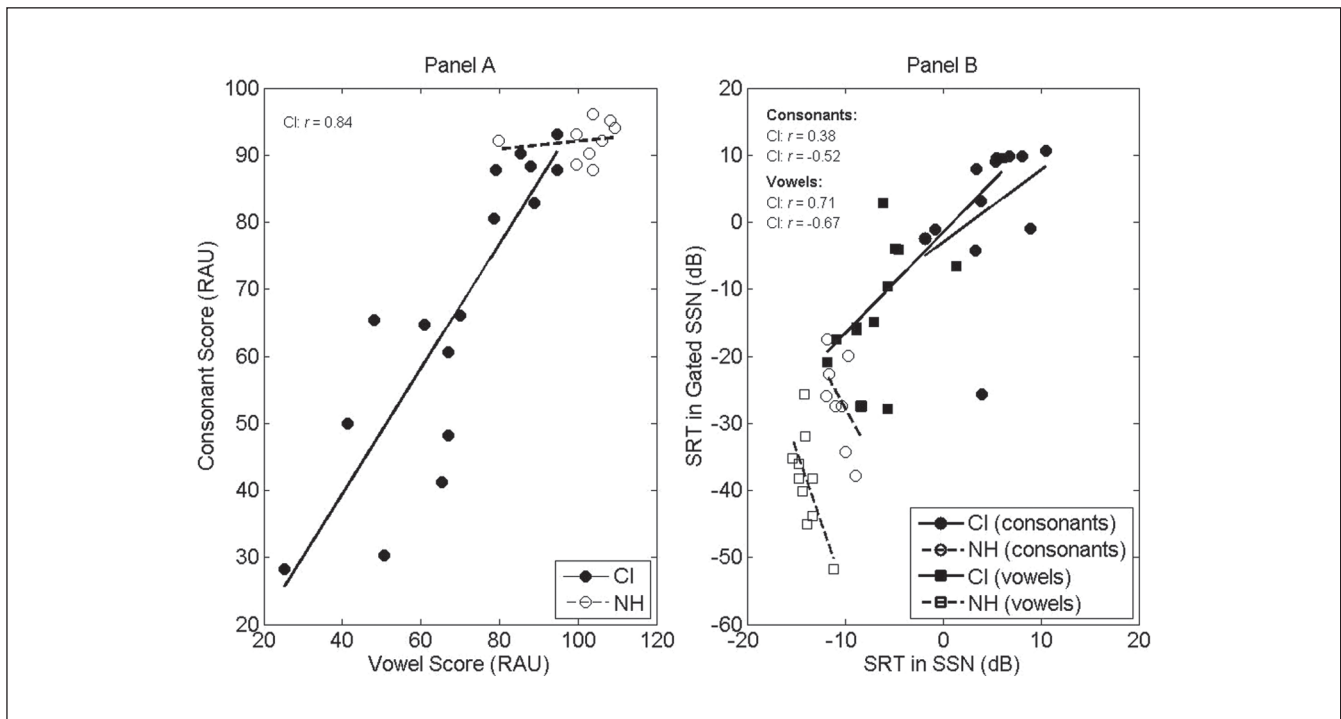 Panel A
100
90
80
70
60
50
40
30
20
Consonant Score (RAU)
CI: r = 0.84
CI
NH
20
40
60
80
100
120
Vowel Score (RAU)
Panel B
20
10
0
-10
-20
-30
-40
-50
-60
SRT in Gated SSN (dB)
Consonants:
CI: r = 0.38
CI: r = -0.52
Vowels:
CI: r = 0.71
CI: r = -0.67
CI (consonants)
NH (consonants)
CI (vowels)
NH (vowels)
-20
-10
0
10
20
SRT in SSN (dB)